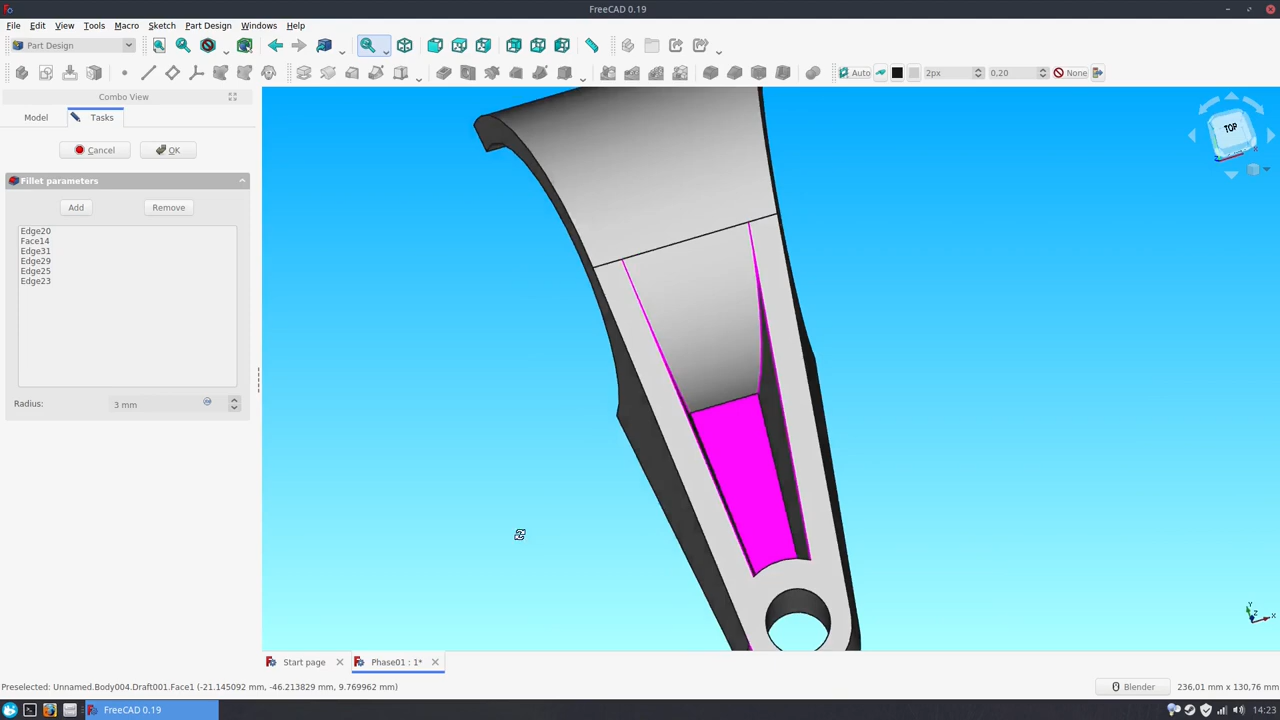 FreeCAD 0.19
File Edit View Tools Macro Sketch Part Design Windows Help
Part Design
Auto 2px 0,20 None
Combo View
Model Tasks
Cancel OK
Fillet parameters
Add Remove
Edge20
Face14
Edge31
Edge29
Edge25
Edge23
Radius: 3 mm
TOP
Y
Z
X
Start page Phase01 : 1*
Preselected: Unnamed.Body004.Draft001.Face1 (-21.145092 mm, -46.213829 mm, 9.769962 mm) Blender 236,01 mm x 130,76 mm
FreeCAD 0.19 14:23